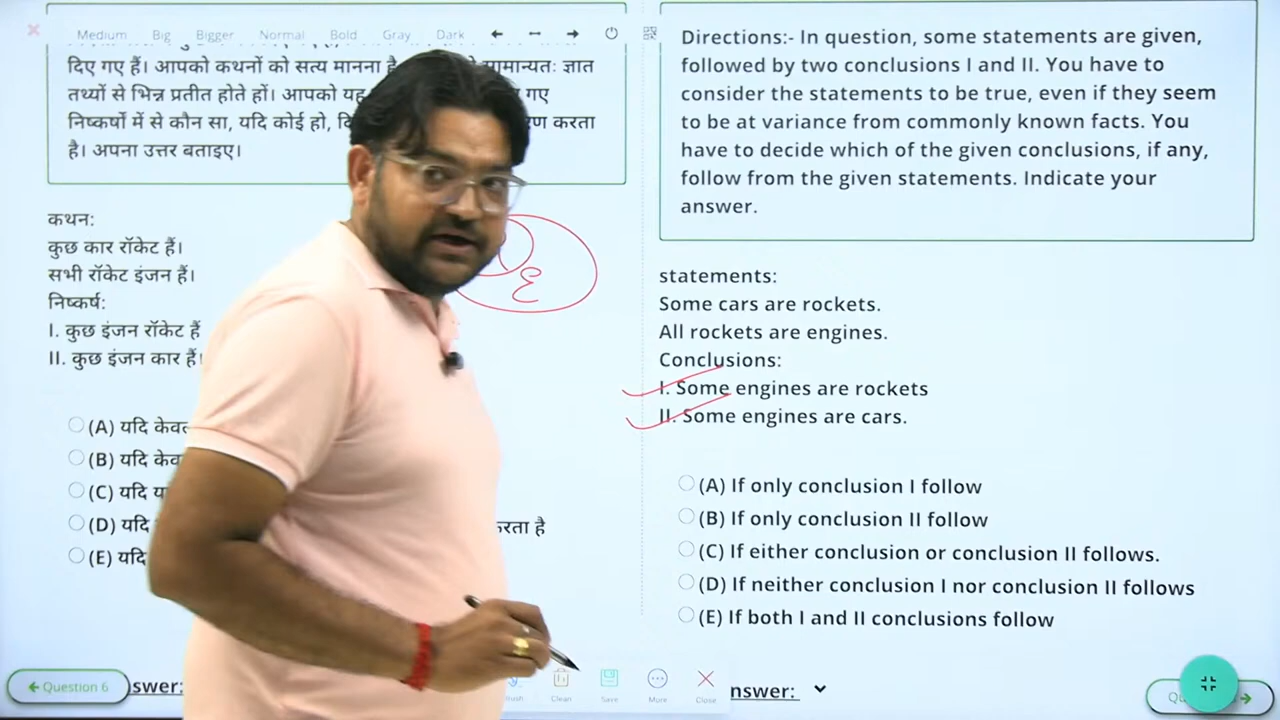 Medium Big Bigger Normal Bold Gray Dark
दिए गए हैं। आपको कथनों को सत्य मानना सामान्यतः ज्ञात
तथ्यों से भिन्न प्रतीत होते हों। आपको यह गए
निष्कर्षों में से कौन सा, यदि कोई हो, करता
है। अपना उत्तर बताइए।
कथन:
कुछ कार रॉकेट हैं।
सभी रॉकेट इंजन हैं।
निष्कर्ष:
I. कुछ इंजन रॉकेट हैं
II. कुछ इंजन कार हैं।
(A) यदि
(B) यदि
(C) यदि
(D) यदि करता है
(E) यदि
E
Directions:- In question, some statements are given,
followed by two conclusions I and II. You have to
consider the statements to be true, even if they seem
to be at variance from commonly known facts. You
have to decide which of the given conclusions, if any,
follow from the given statements. Indicate your
answer.
statements:
Some cars are rockets.
All rockets are engines.
Conclusions:
I. Some engines are rockets
II. Some engines are cars.
(A) If only conclusion I follow
(B) If only conclusion II follow
(C) If either conclusion or conclusion II follows.
(D) If neither conclusion I nor conclusion II follows
(E) If both I and II conclusions follow
Question 6
Clean Save More Close